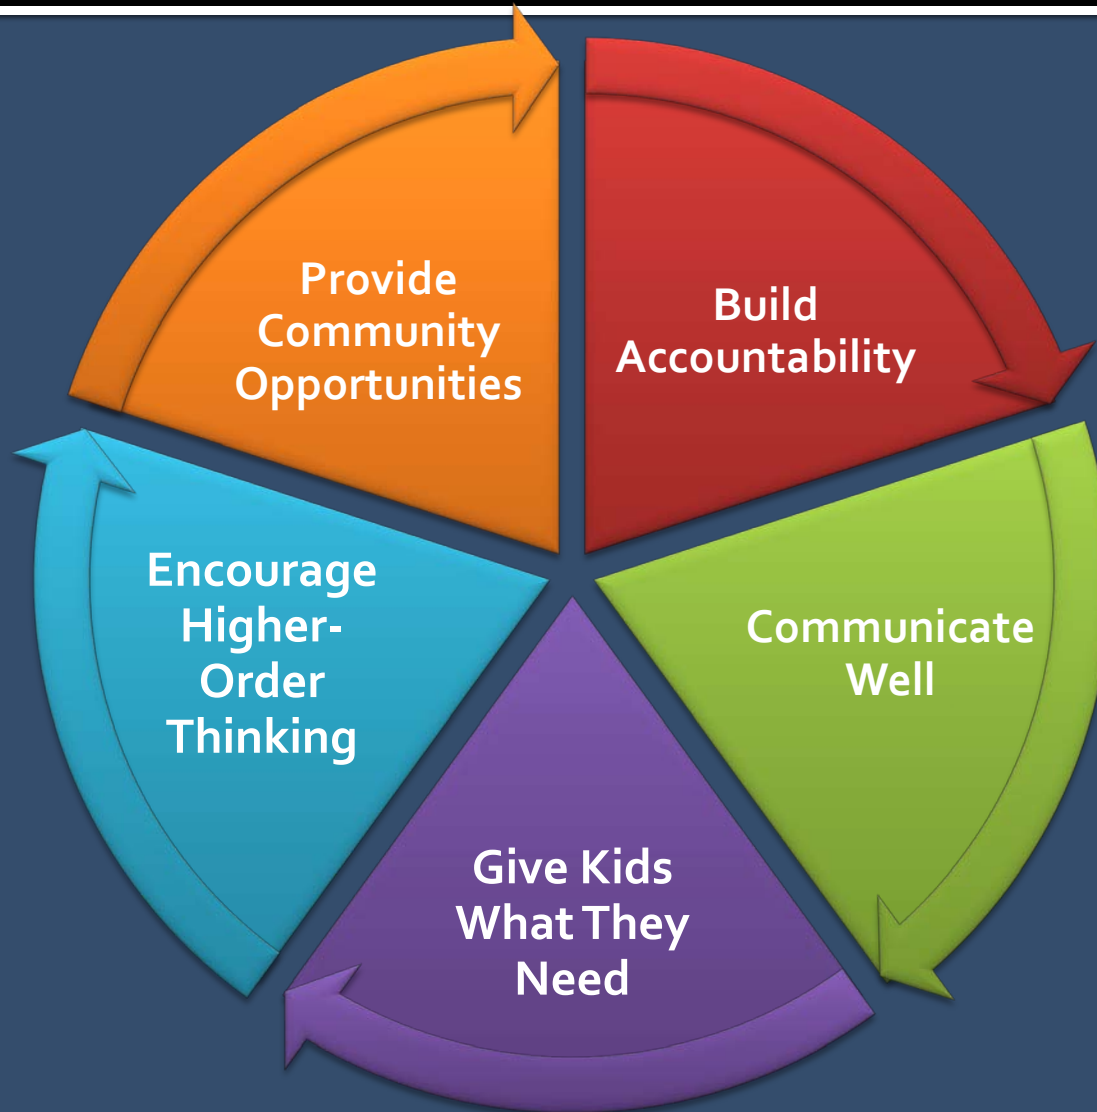 Provide
Community
Opportunities
Build
Accountability
Communicate
Well
Give Kids
What They
Need
Encourage
Higher-
Order
Thinking